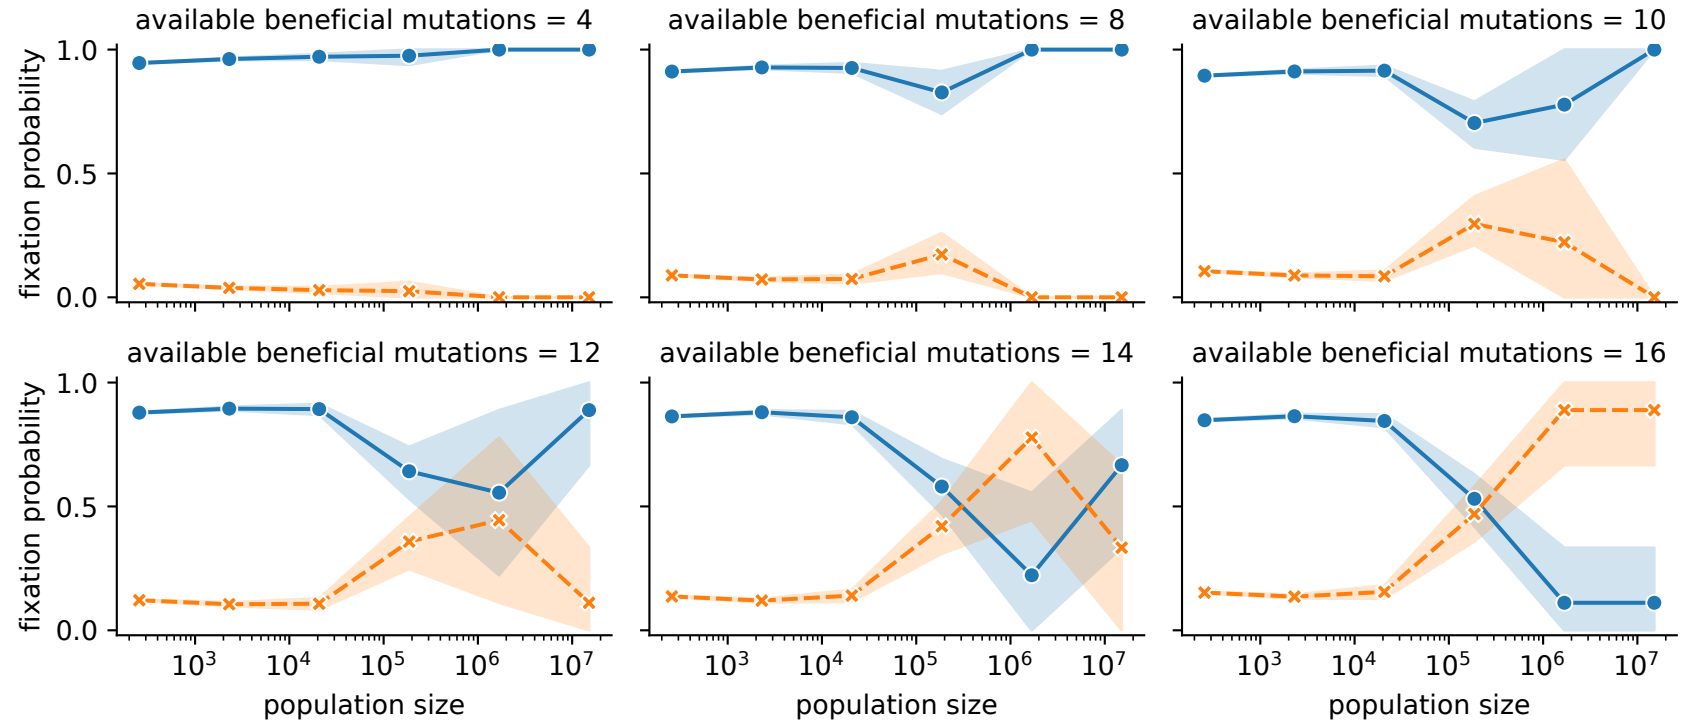 available beneficial mutations = 4
available beneficial mutations = 8
available beneficial mutations = 10
fixation probability
1.0
0.5
0.0
available beneficial mutations = 12
available beneficial mutations = 14
available beneficial mutations = 16
fixation probability
1.0
0.5
0.0
10³ 10⁴ 10⁵ 10⁶ 10⁷
10³ 10⁴ 10⁵ 10⁶ 10⁷
10³ 10⁴ 10⁵ 10⁶ 10⁷
population size
population size
population size